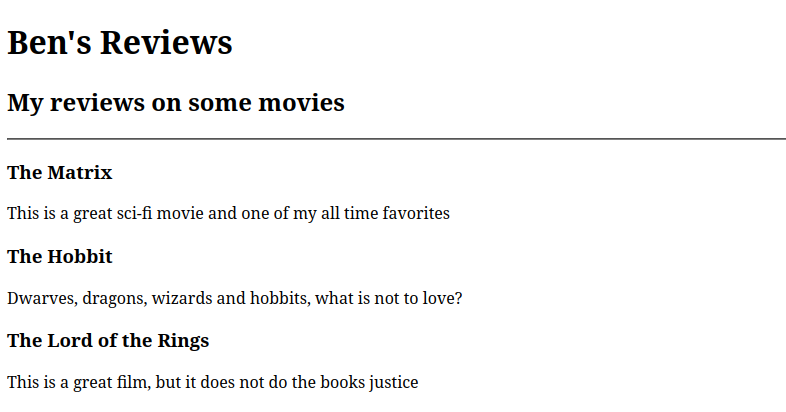 Ben's Reviews
My reviews on some movies
The Matrix
This is a great sci-fi movie and one of my all time favorites
The Hobbit
Dwarves, dragons, wizards and hobbits, what is not to love?
The Lord of the Rings
This is a great film, but it does not do the books justice